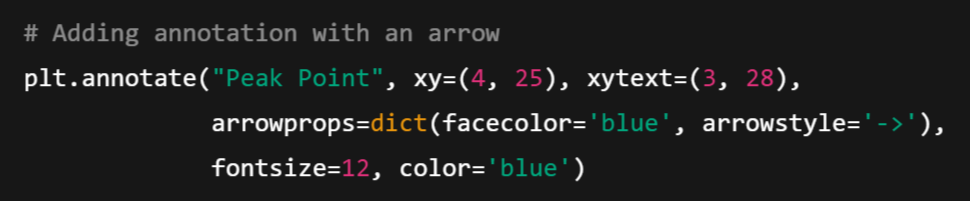 # Adding annotation with an arrow
plt.annotate("Peak Point", xy=(4, 25), xytext=(3, 28),
arrowprops=dict(facecolor='blue', arrowstyle='->'),
fontsize=12, color='blue')